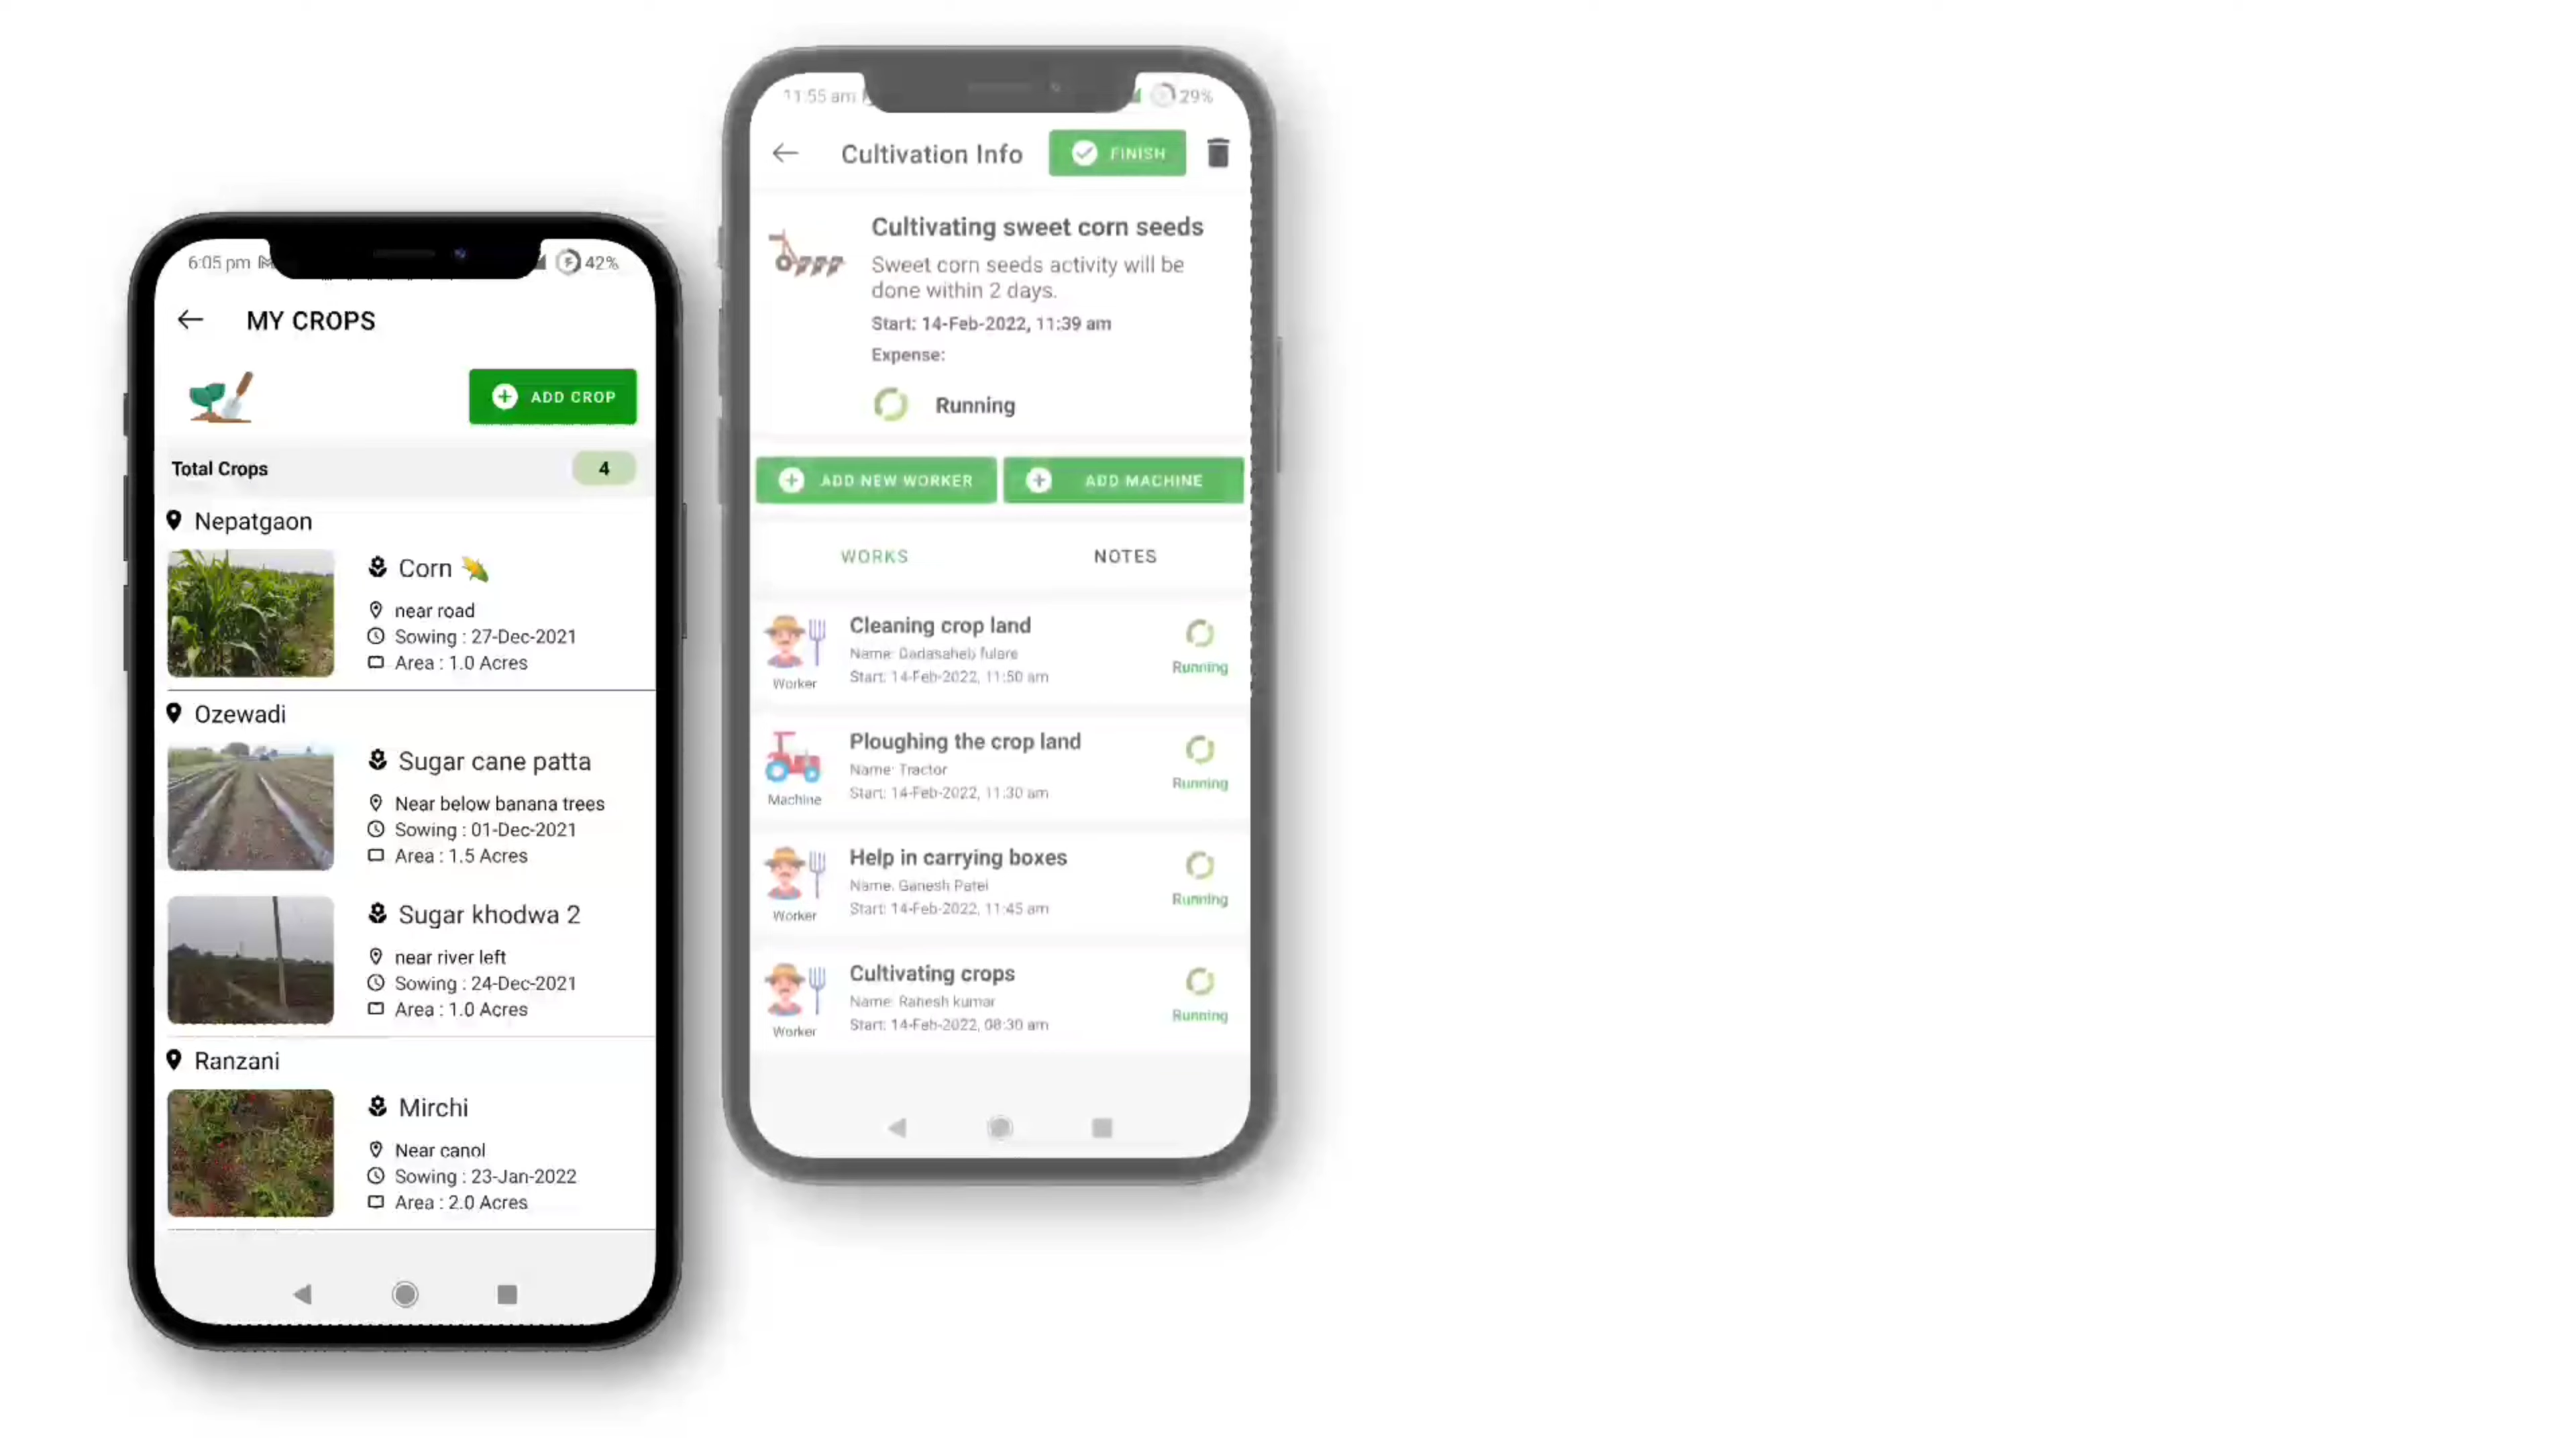 6:05 pm
42%
MY CROPS
ADD CROP
Total Crops
4
Nepatgaon
Corn 🌽
near road
Sowing : 27-Dec-2021
Area : 1.0 Acres
Ozewadi
Sugar cane patta
Near below banana trees
Sowing : 01-Dec-2021
Area : 1.5 Acres
Sugar khodwa 2
near river left
Sowing : 24-Dec-2021
Area : 1.0 Acres
Ranzani
Mirchi
Near canol
Sowing : 23-Jan-2022
Area : 2.0 Acres
11:55 am
29%
Cultivation Info
FINISH
Cultivating sweet corn seeds
Sweet corn seeds activity will be
done within 2 days.
Start: 14-Feb-2022, 11:39 am
Expense:
Running
ADD NEW WORKER
ADD MACHINE
WORKS
NOTES
Cleaning crop land
Name: Dadasaheb fulare
Start: 14-Feb-2022, 11:50 am
Worker
Running
Ploughing the crop land
Name: Tractor
Start: 14-Feb-2022, 11:30 am
Machine
Running
Help in carrying boxes
Name: Ganesh Patel
Start: 14-Feb-2022, 11:45 am
Worker
Running
Cultivating crops
Name: Rahesh kumar
Start: 14-Feb-2022, 08:30 am
Worker
Running